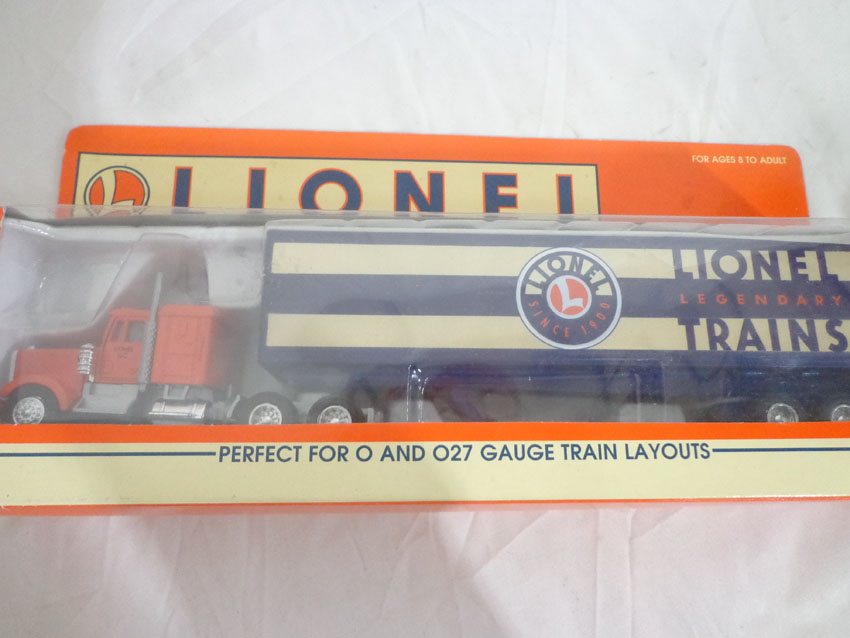 FOR AGES 8 TO ADULT
L LIONEL
LIONEL
L
SINCE 1900
LIONEL
LEGENDARY
TRAINS
PERFECT FOR O AND O27 GAUGE TRAIN LAYOUTS